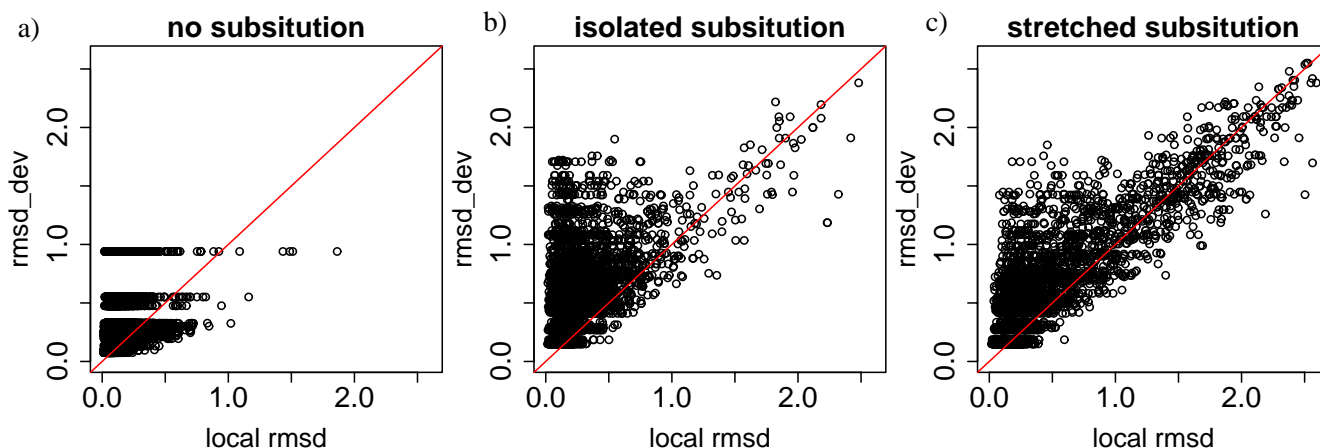 a) no subsitution
rmsd_dev
0.0 1.0 2.0
0.0 1.0 2.0
local rmsd
b) isolated subsitution
rmsd_dev
0.0 1.0 2.0
0.0 1.0 2.0
local rmsd
c) stretched subsitution
rmsd_dev
0.0 1.0 2.0
0.0 1.0 2.0
local rmsd